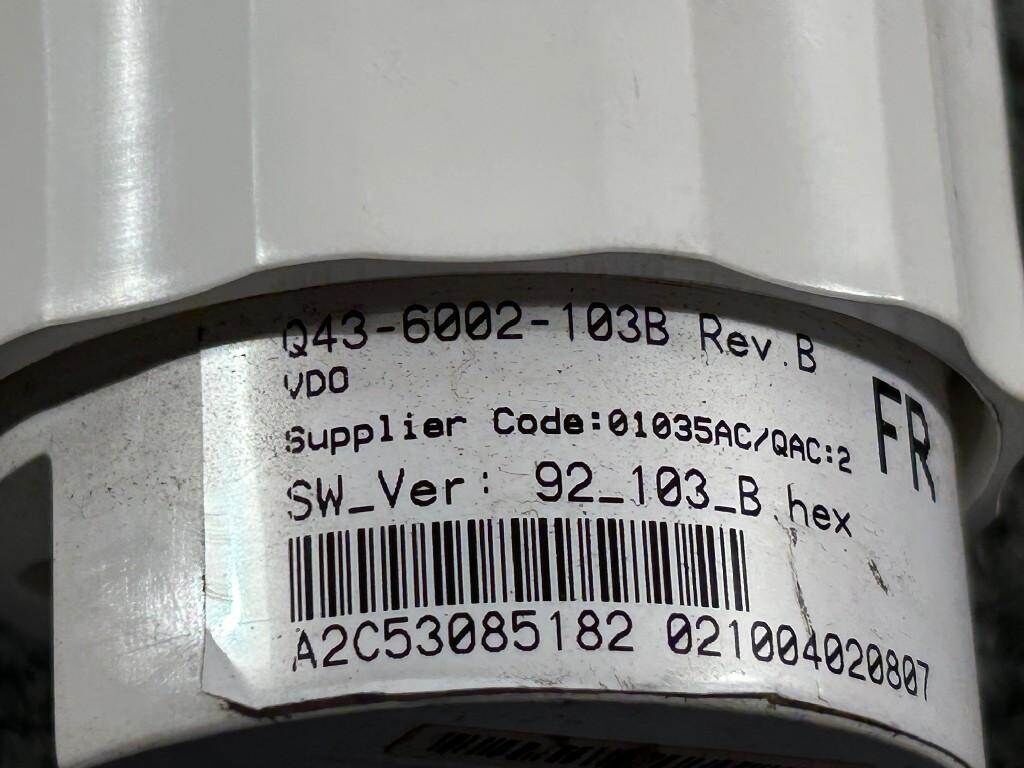 Q43-6002-103B Rev.B
VDO
Supplier Code:01035AC/QAC:2
FR
SW_Ver: 92_103_B.hex
A2C53085182 021004020807